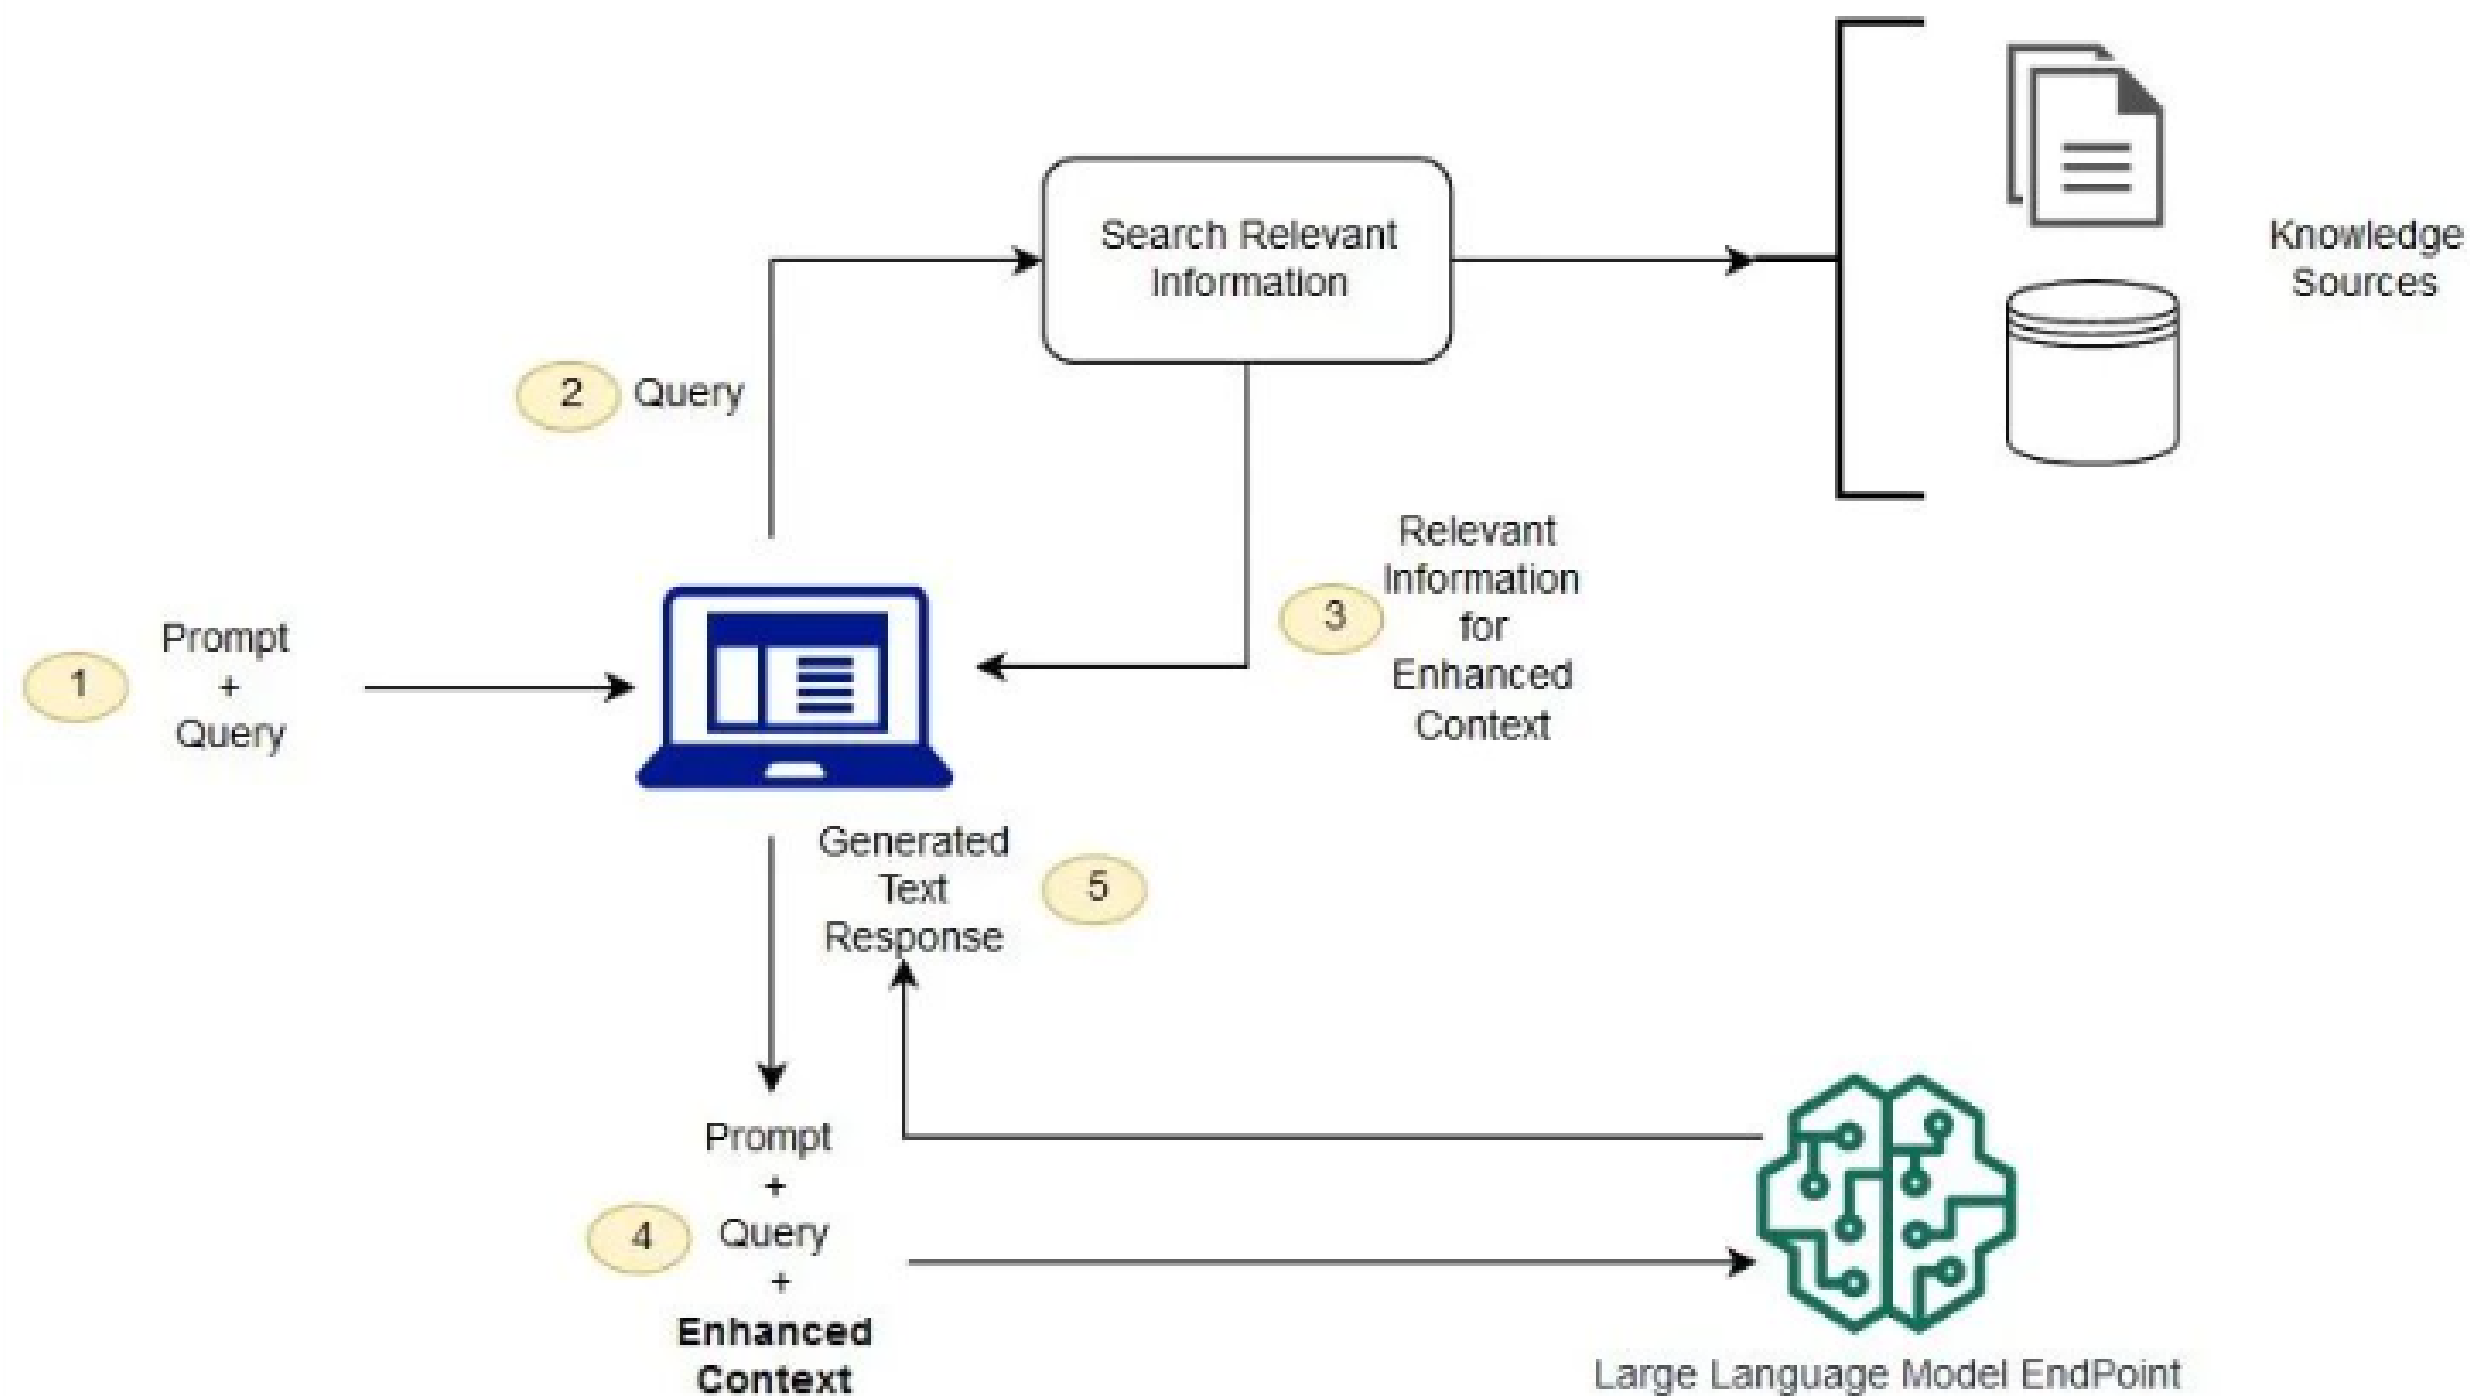 Search Relevant
Information
Knowledge
Sources
2
Query
Relevant
Information
for
Enhanced
Context
3
1
Prompt
+
Query
Generated
Text
Response
5
Prompt
+
Query
+
Enhanced
Context
4
Large Language Model EndPoint